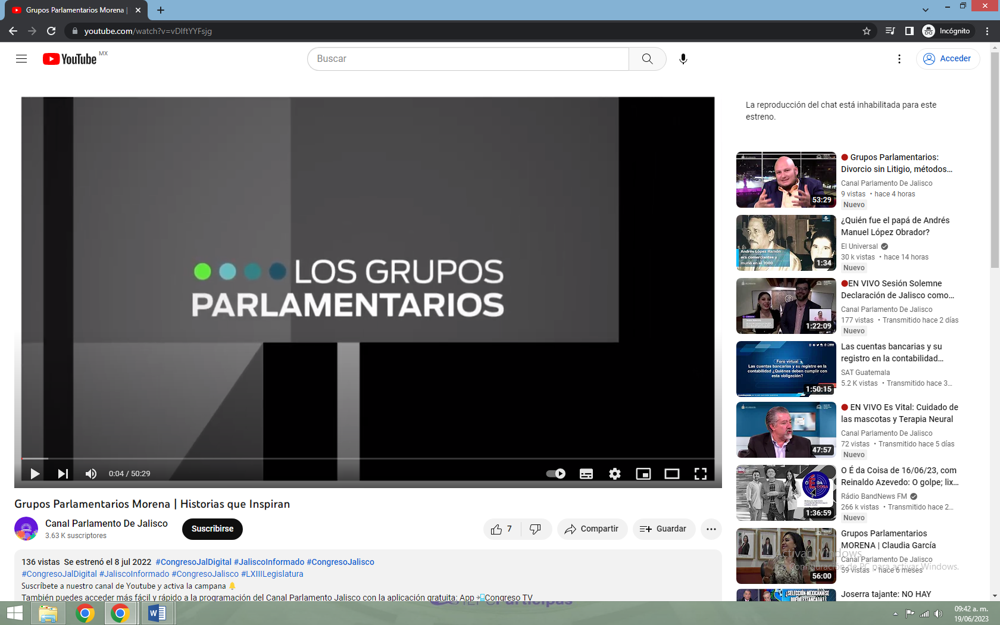 Grupos Parlamentarios Morena |
youtube.com/watch?v=vDlftYYFsjg
Incógnito
YouTube MX
Buscar
Acceder
LOS GRUPOS
PARLAMENTARIOS
0:04 / 50:29
Grupos Parlamentarios Morena | Historias que Inspiran
Canal Parlamento De Jalisco
3.63 K suscriptores
Suscribirse
7
Compartir
Guardar
136 vistas Se estrenó el 8 jul 2022 #CongresoJalDigital #JaliscoInformado #CongresoJalisco
#CongresoJalDigital #JaliscoInformado #CongresoJalisco #LXIIILegislatura
Suscríbete a nuestro canal de Youtube y activa la campana 🔔
También puedes acceder más fácil y rápido a la programación del Canal Parlamento Jalisco con la aplicación gratuita: App 📲Congreso TV
La reproducción del chat está inhabilitada para este
estreno.
53:29
🔴 Grupos Parlamentarios:
Divorcio sin Litigio, métodos...
Canal Parlamento De Jalisco
9 vistas • hace 4 horas
Nuevo
Andrés López Ramón
era comerciantes y
murió en el 2000
1:34
¿Quién fue el papá de Andrés
Manuel López Obrador?
El Universal
30 k vistas • hace 14 horas
Nuevo
1:22:09
🔴EN VIVO Sesión Solemne
Declaración de Jalisco como...
Canal Parlamento De Jalisco
177 vistas • Transmitido hace 2 días
Nuevo
Foro virtual
Las cuentas bancarias y su registro en la
contabilidad ¿Quiénes deben cumplir con
esta obligación?
1:50:15
Las cuentas bancarias y su
registro en la contabilidad...
SAT Guatemala
5.2 K vistas • Transmitido hace 3...
47:57
🔴 EN VIVO Es Vital: Cuidado de
las mascotas y Terapia Neural
Canal Parlamento De Jalisco
72 vistas • Transmitido hace 5 días
Nuevo
1:36:59
O É da Coisa de 16/06/23, com
Reinaldo Azevedo: O golpe; lix...
Rádio BandNews FM
266 k vistas • Transmitido hace 2...
Nuevo
56:00
Grupos Parlamentarios
MORENA | Claudia García
Canal Parlamento De Jalisco
59 vistas • hace 6 meses
Activar Windows
Configuración de PC para activar Windows.
¿SELECCIÓN MEXICANA SE
Joserra tajante: NO HAY
Participas
09:42 a. m.
19/06/2023